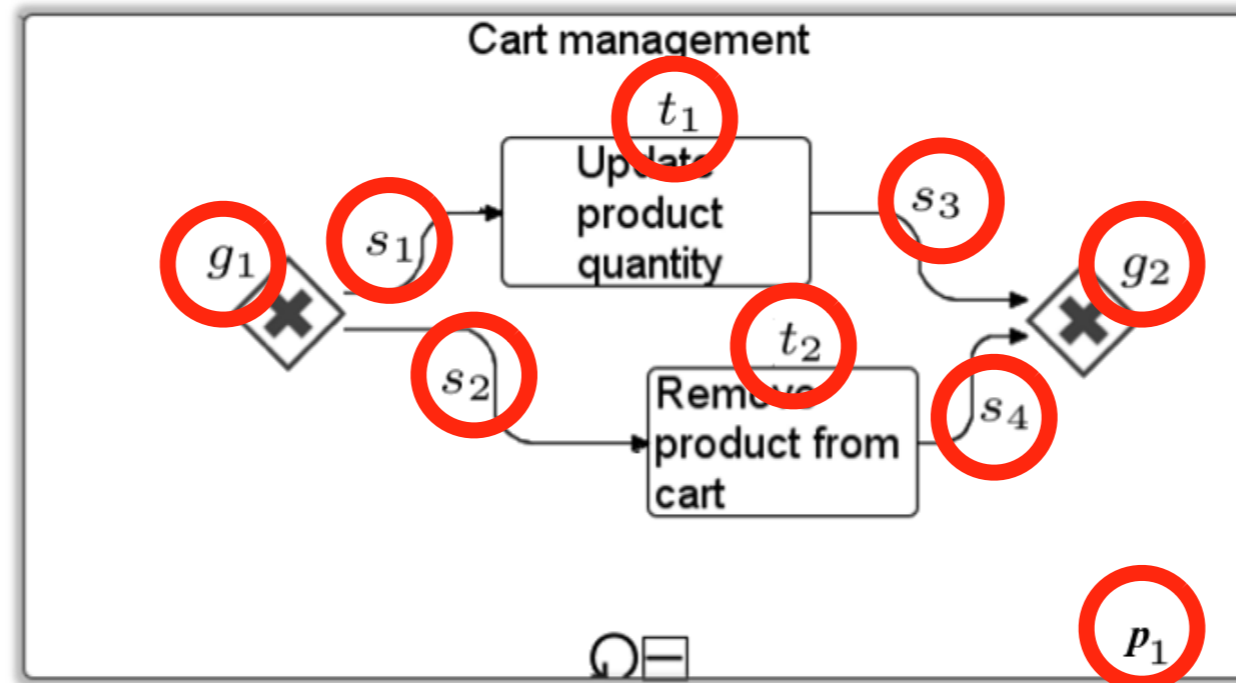 Cart management
t1
Update
product
quantity
s1
s3
g1
g2
t2
s2
Remove
product from
cart
s4
p1